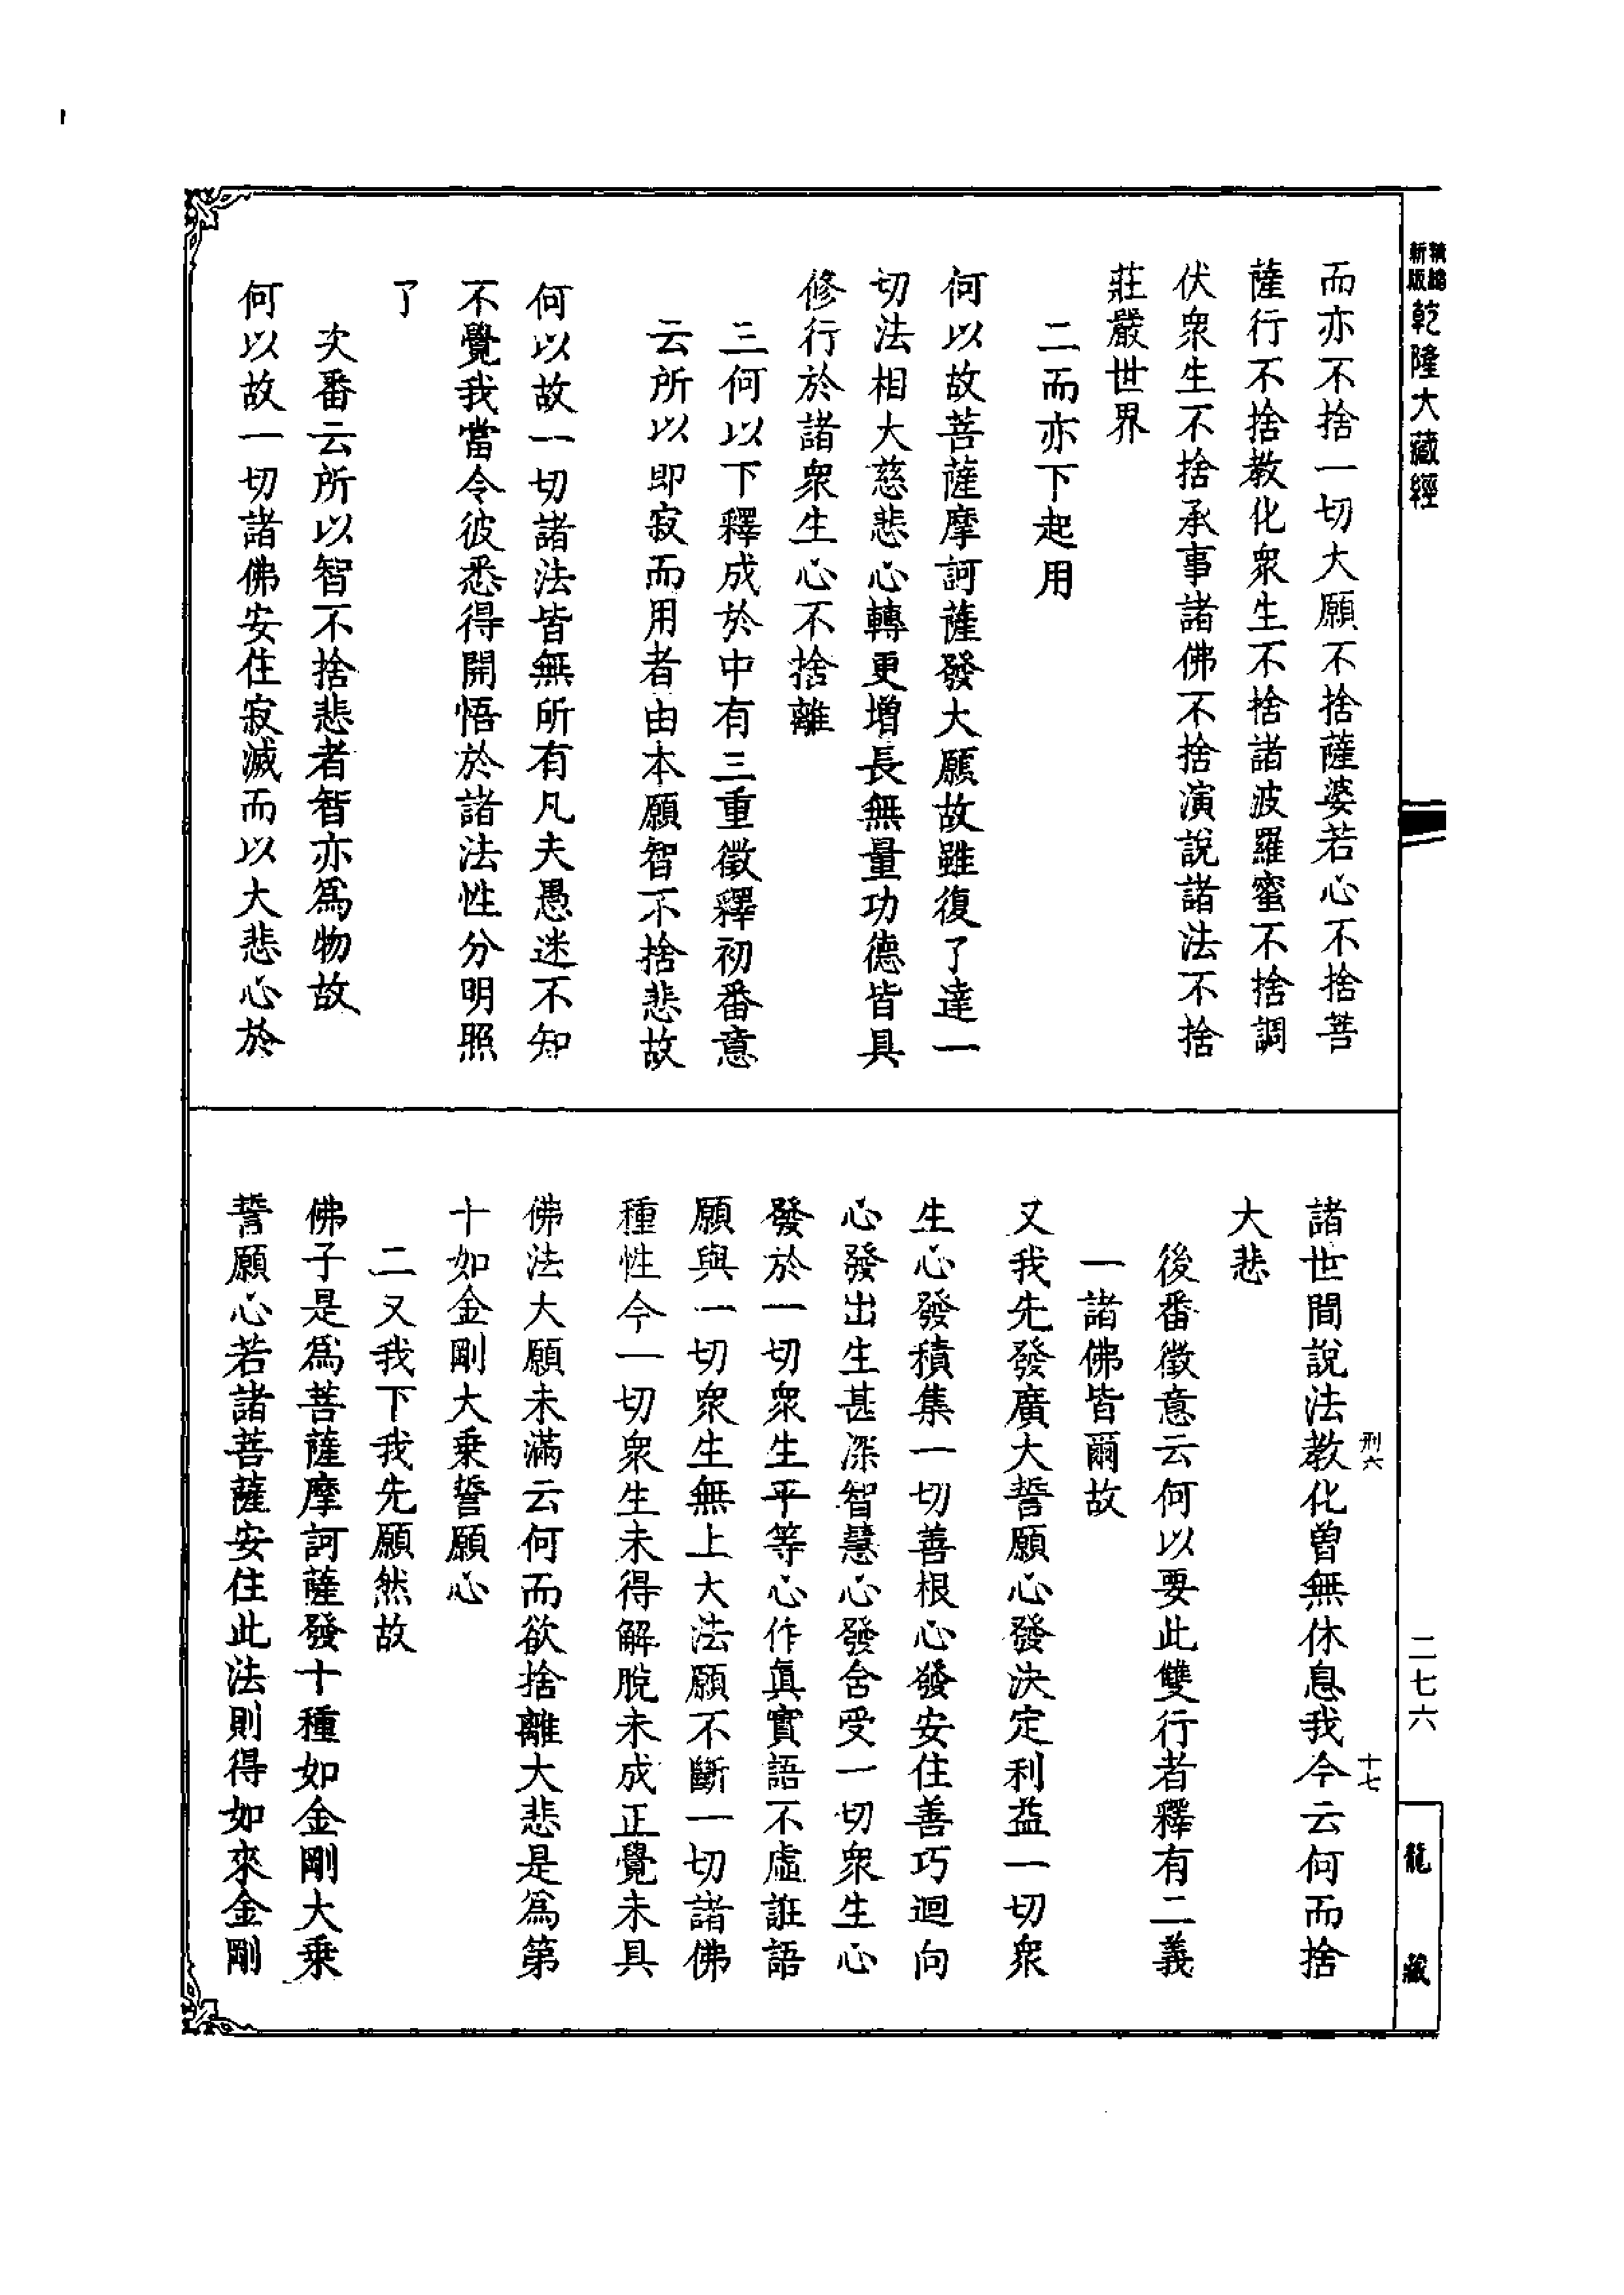 新版
精縮
乾隆大藏經
而亦不捨一切大願不捨薩婆若心不捨菩
薩行不捨教化衆生不捨諸波羅蜜不捨調
伏衆生不捨承事諸佛不捨演說諸法不捨
莊嚴世界
二而亦下起用
何以故菩薩摩訶薩發大願故雖復了達一
切法相大慈悲心轉更增長無量功德皆具
修行於諸衆生心不捨離
三何以下釋成於中有三重徵釋初番意
云所以即寂而用者由本願智不捨悲故
何以故一切諸法皆無所有凡夫愚迷不知
不覺我當令彼悉得開悟於諸法性分明照
了
次番云所以智不捨悲者智亦爲物故
何以故一切諸佛安住寂滅而以大悲心於
刑六
十七
諸世間說法教化曾無休息我今云何而捨
大悲
後番徵意云何以要此雙行者釋有二義
一諸佛皆爾故
又我先發廣大誓願心發決定利益一切衆
生心發積集一切善根心發安住善巧迴向
心發出生甚深智慧心發含受一切衆生心
發於一切衆生平等心作眞實語不虛誑語
願與一切衆生無上大法願不斷一切諸佛
種性今一切衆生未得解脫未成正覺未具
佛法大願未滿云何而欲捨離大悲是爲第
十如金剛大乘誓願心
二又我下我先願然故
佛子是爲菩薩摩訶薩發十種如金剛大乘
誓願心若諸菩薩安住此法則得如來金剛
二七六
龍藏